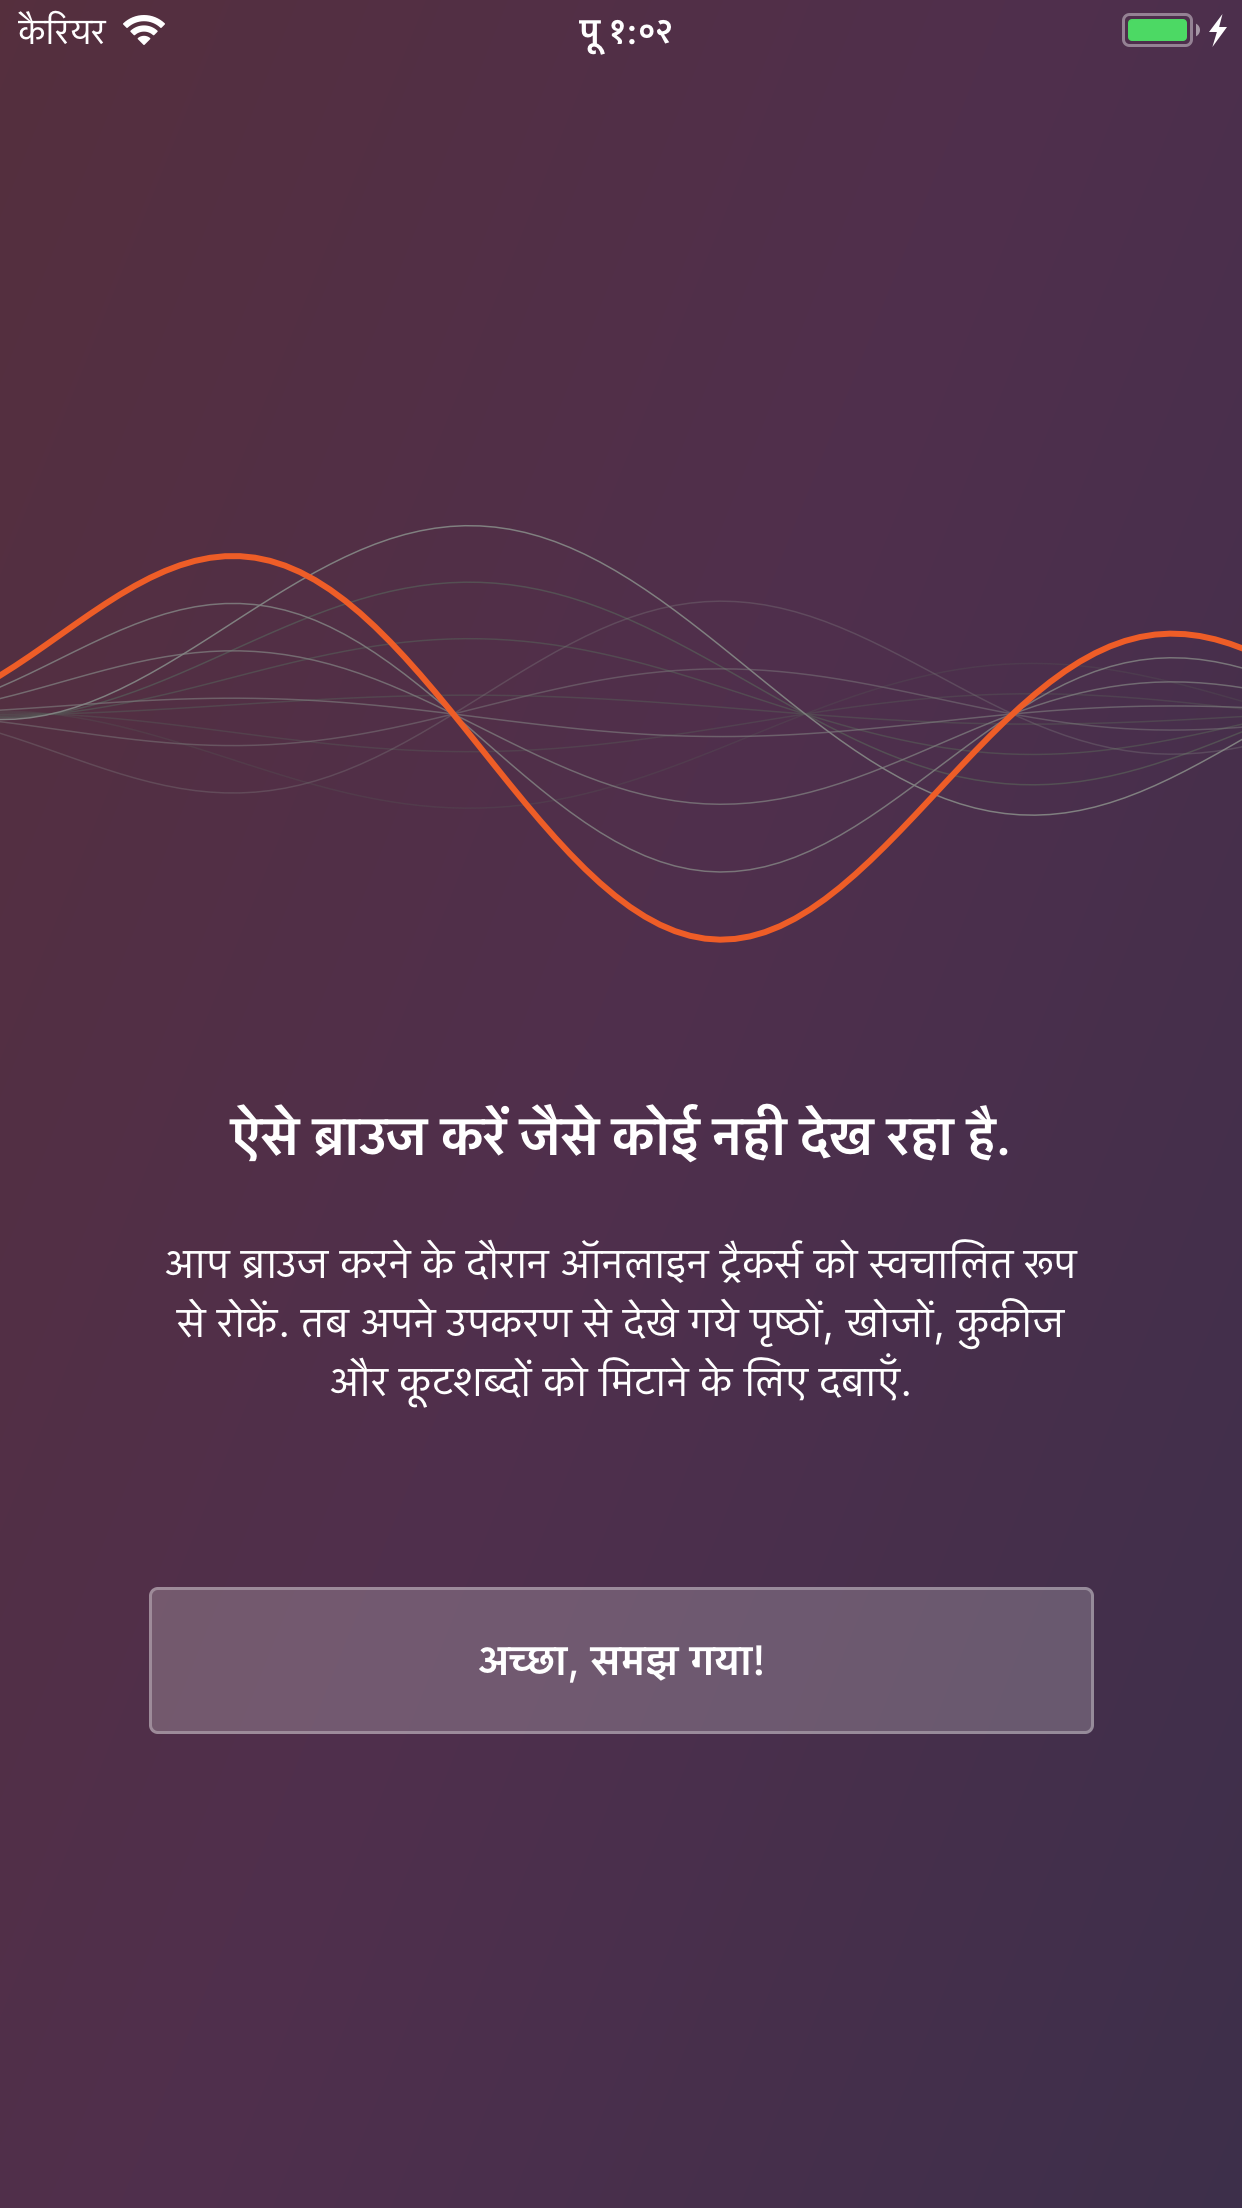 कैरियर
पू १:०२
ऐसे ब्राउज करें जैसे कोई नही देख रहा है.
आप ब्राउज करने के दौरान ऑनलाइन ट्रैकर्स को स्वचालित रूप
से रोकें. तब अपने उपकरण से देखे गये पृष्ठों, खोजों, कुकीज
और कूटशब्दों को मिटाने के लिए दबाएँ.
अच्छा, समझ गया!